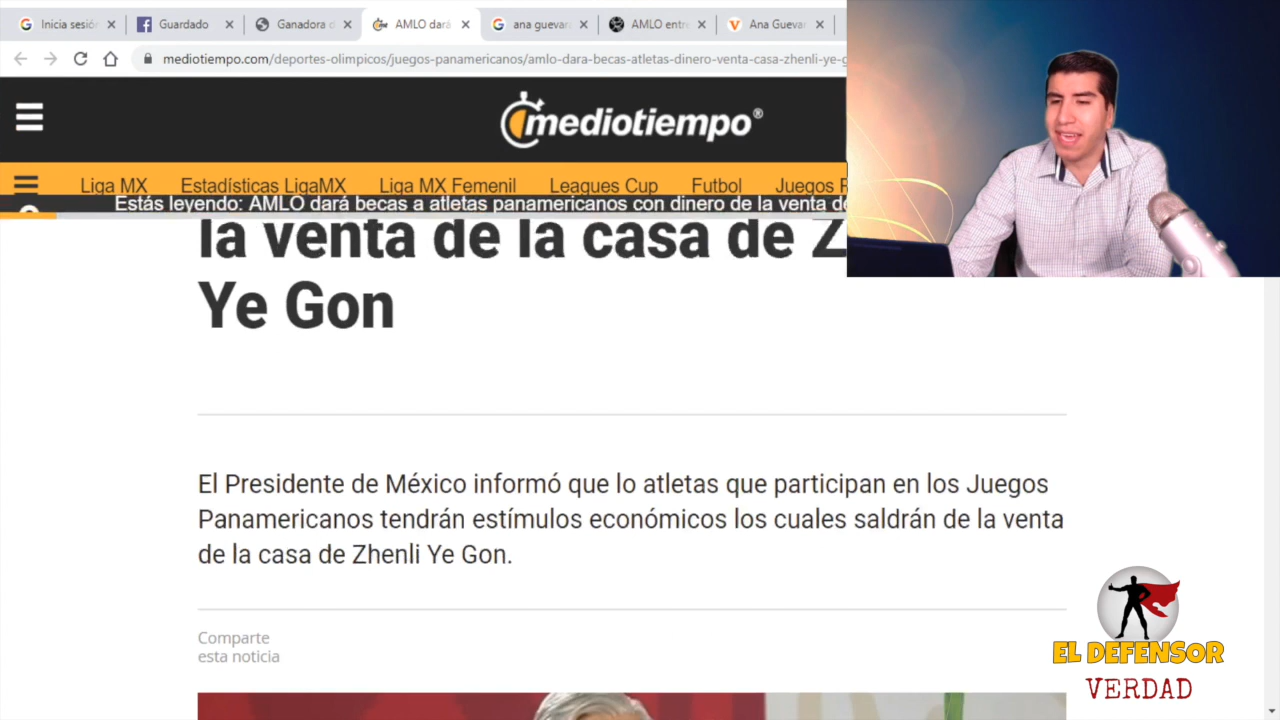 Inicia sesió
Guardado
Ganadora d
AMLO dará
ana guevara
AMLO entre
Ana Guevar
mediotiempo.com/deportes-olimpicos/juegos-panamericanos/amlo-dara-becas-atletas-dinero-venta-casa-zhenli-ye-g
mediotiempo®
Liga MX Estadísticas LigaMX Liga MX Femenil Leagues Cup Futbol Juegos
Estás leyendo: AMLO dará becas a atletas panamericanos con dinero de la venta de
la venta de la casa de Z
Ye Gon
El Presidente de México informó que lo atletas que participan en los Juegos
Panamericanos tendrán estímulos económicos los cuales saldrán de la venta
de la casa de Zhenli Ye Gon.
Comparte
esta noticia
EL DEFENSOR
VERDAD